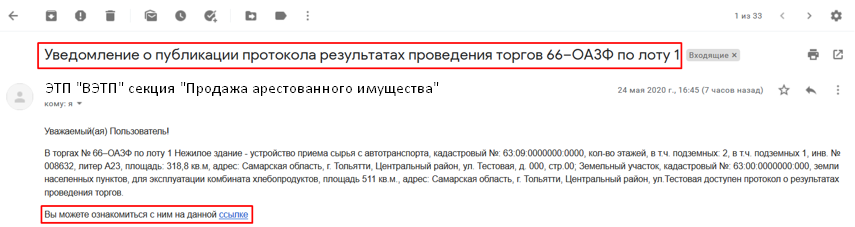 1 из 33
Уведомление о публикации протокола результатах проведения торгов 66–ОАЗФ по лоту 1 Входящие ×
ЭТП "ВЭТП" секция "Продажа арестованного имущества"
24 мая 2020 г., 16:45 (7 часов назад)
кому: я
Уважаемый(ая) Пользователь!
В торгах № 66–ОАЗФ по лоту 1 Нежилое здание - устройство приема сырья с автотранспорта, кадастровый №: 63:09:0000000:0000, кол-во этажей, в т.ч. подземных: 2, в т.ч. подземных 1, инв. №
008632, литер А23, площадь: 318,8 кв.м, адрес: Самарская область, г. Тольятти, Центральный район, ул. Тестовая, д. 000, стр.00; Земельный участок, кадастровый №: 63:00:0000000:000, земли
населенных пунктов, для эксплуатации комбината хлебопродуктов, площадь 511 кв.м., адрес: Самарская область, г. Тольятти, Центральный район, ул.Тестовая доступен протокол о результатах
проведения торгов.
Вы можете ознакомиться с ним на данной ссылке